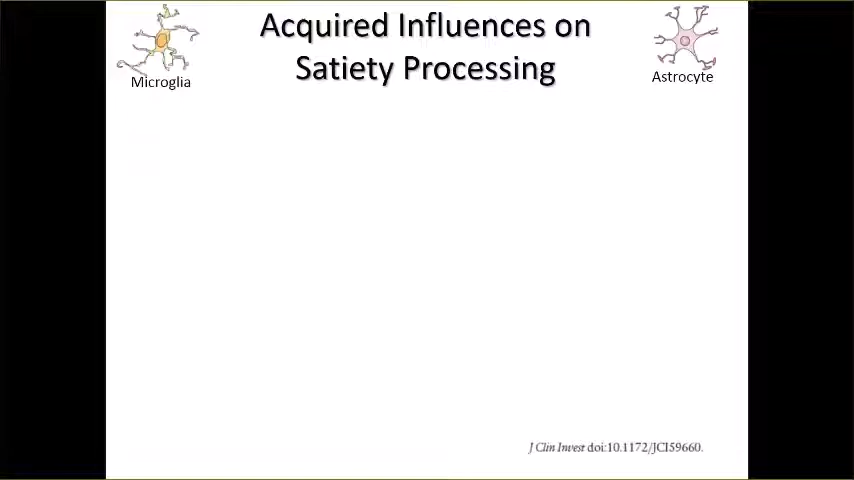 Acquired Influences on
Satiety Processing
Microglia
Astrocyte
J Clin Invest doi:10.1172/JCI59660.